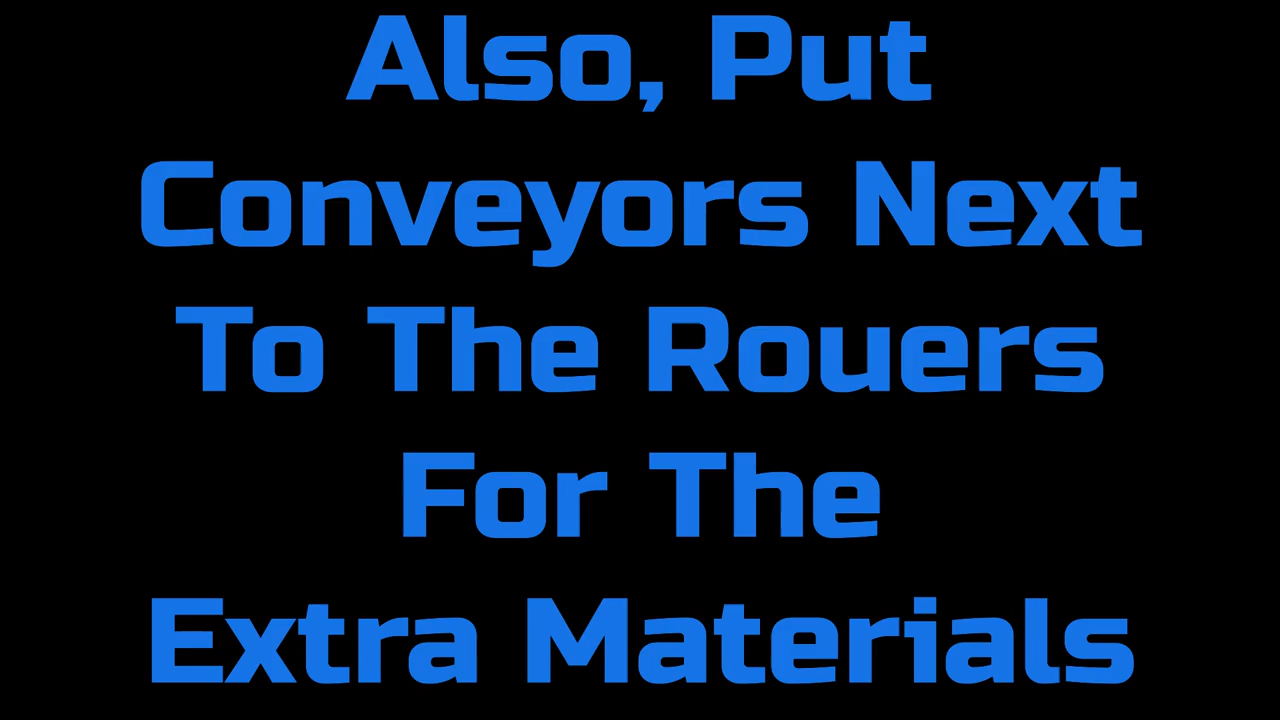 Also, Put
Conveyors Next
To The Rouers
For The
Extra Materials